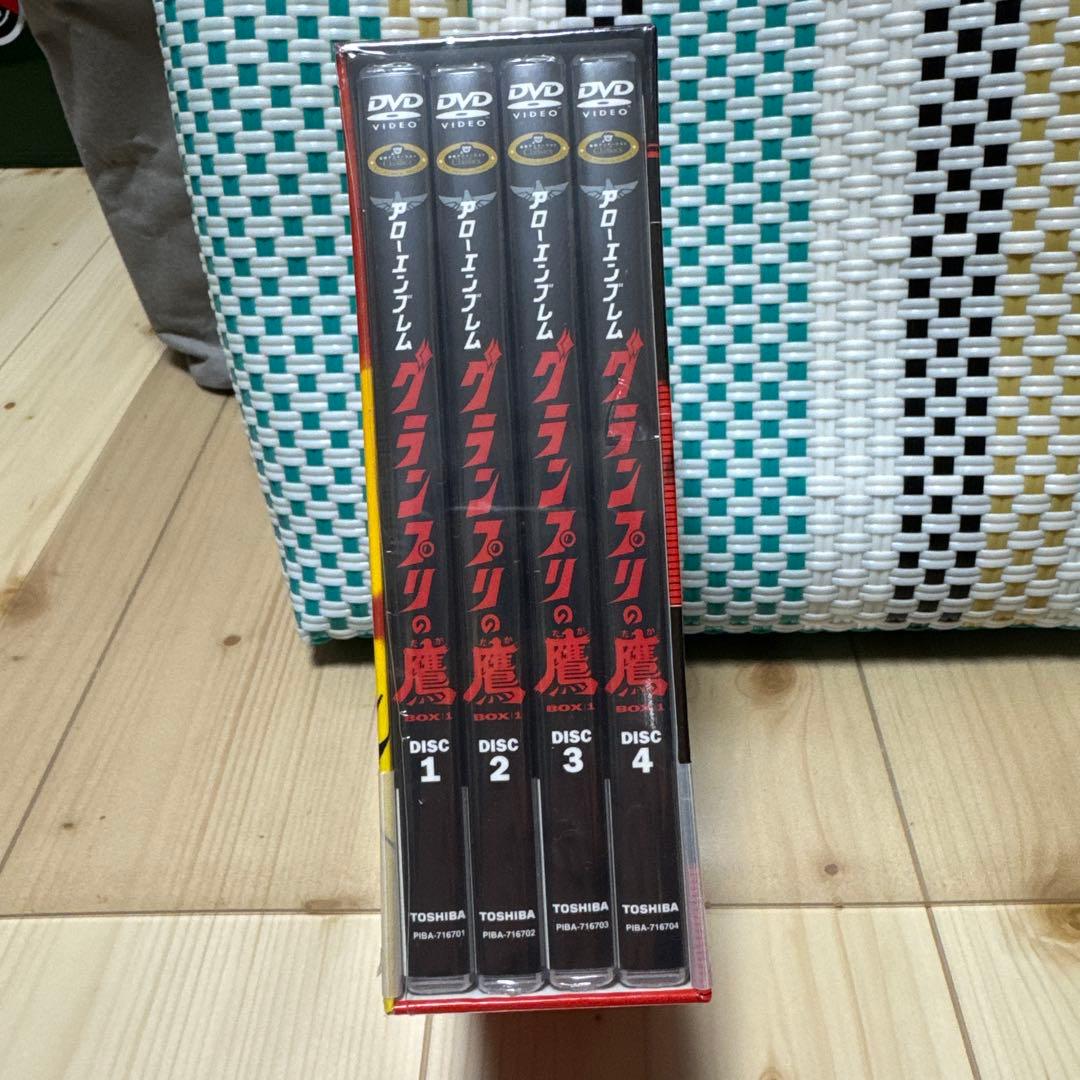 DVD
VIDEO
アローエンブレム
グランプリの鷹
たか
BOX 1
DISC
1
TOSHIBA
PIBA-716701
DVD
VIDEO
アローエンブレム
グランプリの鷹
たか
BOX 1
DISC
2
TOSHIBA
PIBA-716702
DVD
VIDEO
アローエンブレム
グランプリの鷹
たか
BOX 1
DISC
3
TOSHIBA
PIBA-716703
DVD
VIDEO
アローエンブレム
グランプリの鷹
たか
BOX 1
DISC
4
TOSHIBA
PIBA-716704